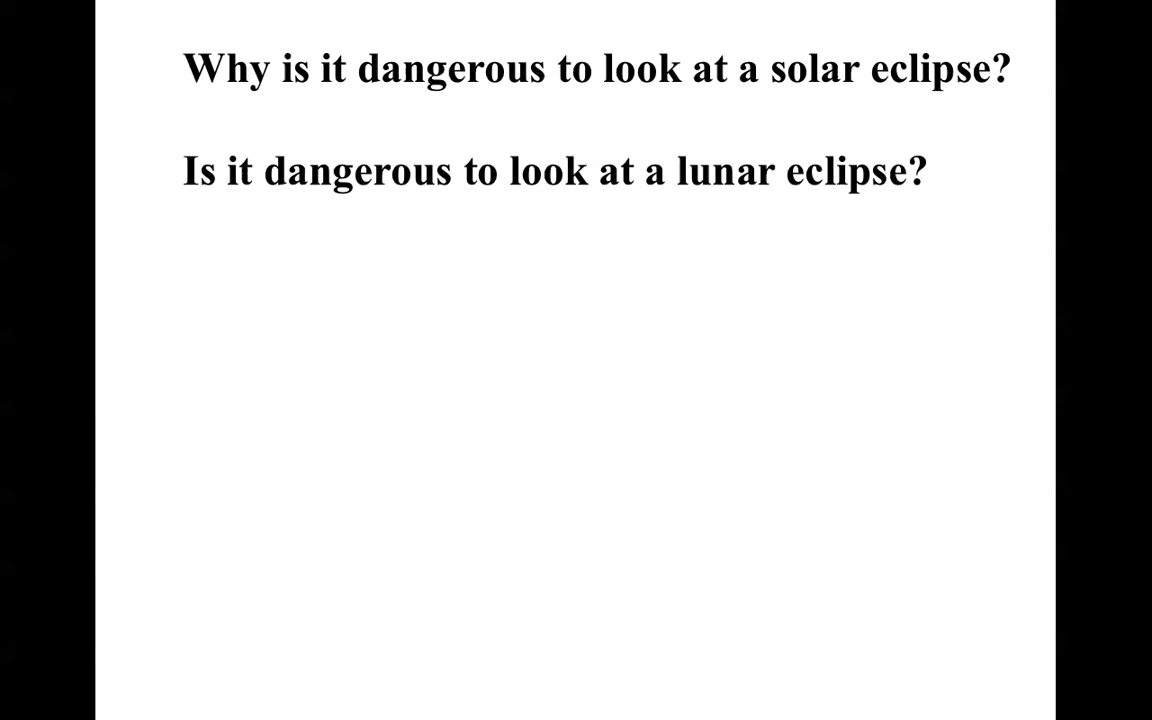 Why is it dangerous to look at a solar eclipse?
Is it dangerous to look at a lunar eclipse?